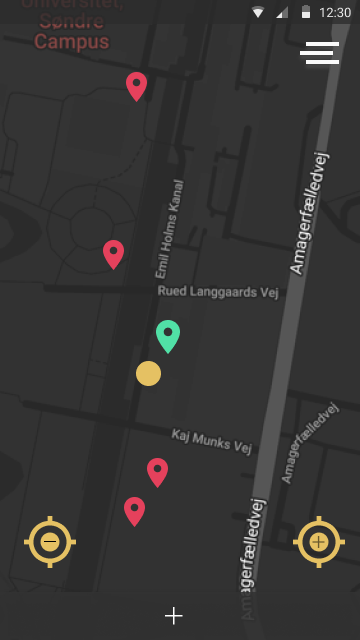 12:30
Universitet,
Søndre
Campus
Amagerfælledvej
Emil Holms Kanal
Rued Langgaards Vej
Amagerfælledvej
Kaj Munks Vej
Amagerfælledvej